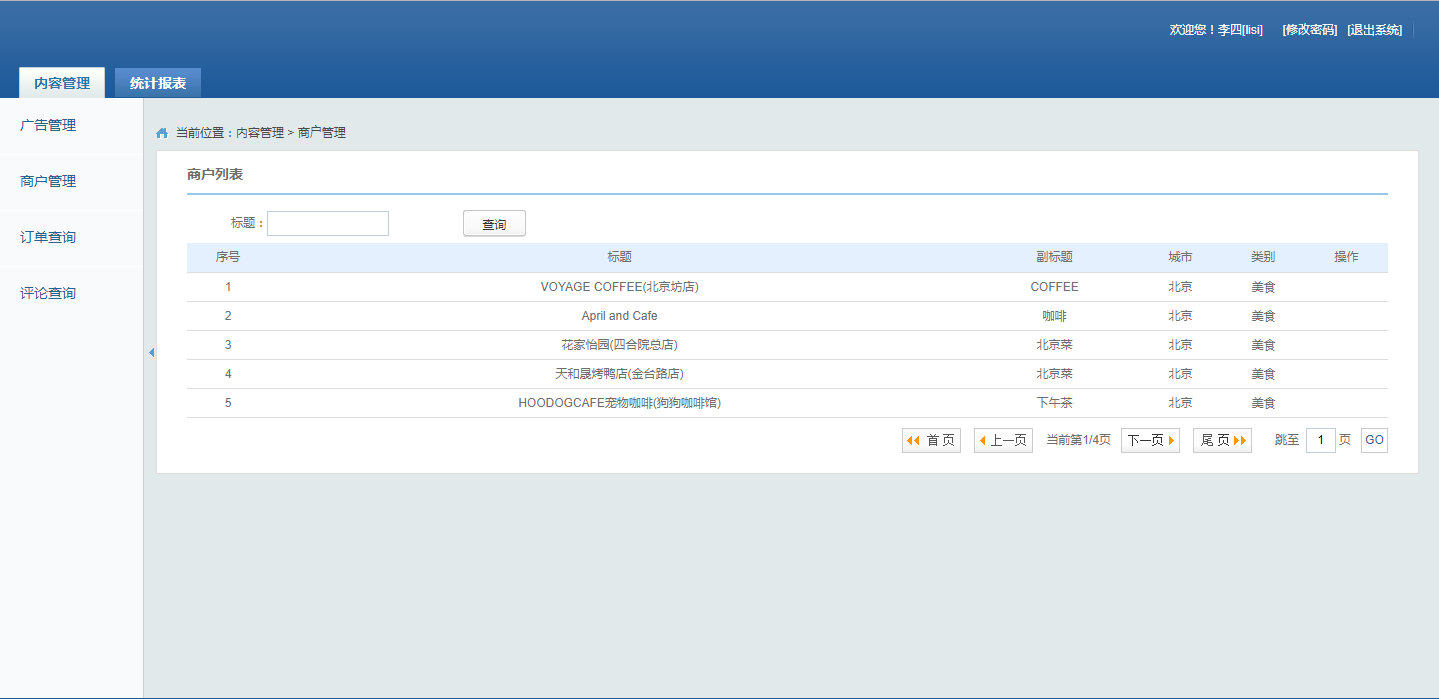 欢迎您！李四[lisi] [修改密码] [退出系统]
内容管理 统计报表
广告管理
商户管理
订单查询
评论查询
当前位置：内容管理 > 商户管理
商户列表
标题： 查询
序号 标题 副标题 城市 类别 操作
1 VOYAGE COFFEE(北京坊店) COFFEE 北京 美食
2 April and Cafe 咖啡 北京 美食
3 花家怡园(四合院总店) 北京菜 北京 美食
4 天和晟烤鸭店(金台路店) 北京菜 北京 美食
5 HOODOGCAFE宠物咖啡(狗狗咖啡馆) 下午茶 北京 美食
首 页 上一页 当前第1/4页 下一页 尾 页 跳至 1 页 GO